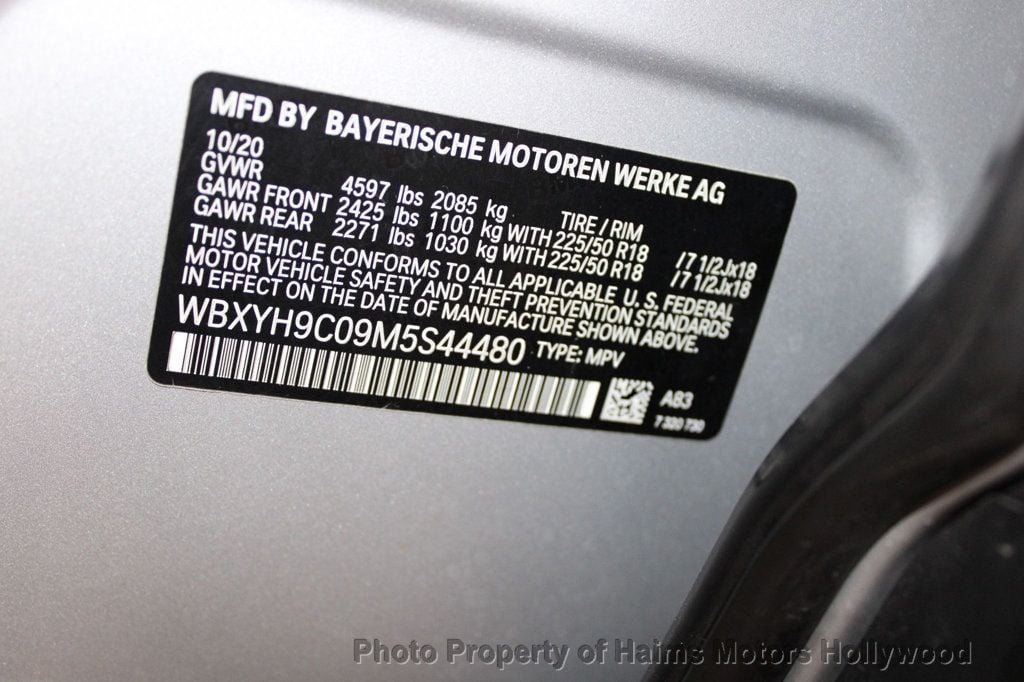 MFD BY BAYERISCHE MOTOREN WERKE AG
10/20
GVWR 4597 lbs 2085 kg TIRE / RIM
GAWR FRONT 2425 lbs 1100 kg WITH 225/50 R18 /7 1/2Jx18
GAWR REAR 2271 lbs 1030 kg WITH 225/50 R18 /7 1/2Jx18
THIS VEHICLE CONFORMS TO ALL APPLICABLE U.S. FEDERAL
MOTOR VEHICLE SAFETY AND THEFT PREVENTION STANDARDS
IN EFFECT ON THE DATE OF MANUFACTURE SHOWN ABOVE.
WBXYH9C09M5S44480 TYPE: MPV
A83
7 320 730
Photo Property of Haims Motors Hollywood